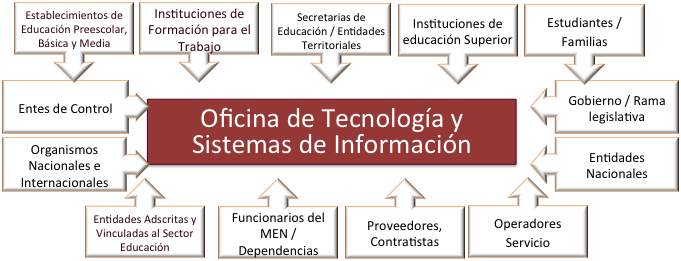 Establecimientos de
Educación Preescolar,
Básica y Media
Instituciones de
Formación para el
Trabajo
Secretarias de
Educación / Entidades
Territoriales
Instituciones de
educación Superior
Estudiantes /
Familias
Entes de Control
Oficina de Tecnología y
Sistemas de Información
Gobierno / Rama
legislativa
Organismos
Nacionales e
Internacionales
Entidades
Nacionales
Entidades Adscritas y
Vinculadas al Sector
Educación
Funcionarios del
MEN /
Dependencias
Proveedores,
Contratistas
Operadores
Servicio